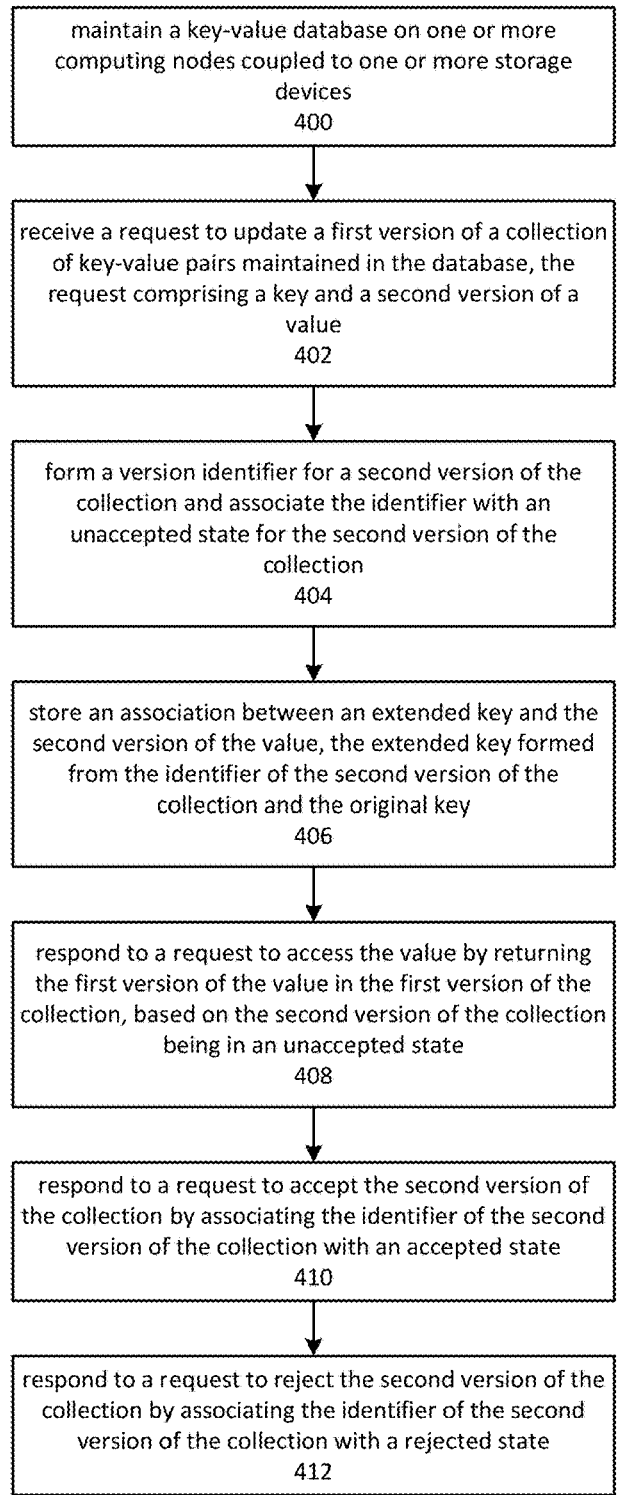 maintain a key-value database on one or more
computing nodes coupled to one or more storage
devices
400
receive a request to update a first version of a collection
of key-value pairs maintained in the database, the
request comprising a key and a second version of a
value
402
form a version identifier for a second version of the
collection and associate the identifier with an
unaccepted state for the second version of the
collection
404
store an association between an extended key and the
second version of the value, the extended key formed
from the identifier of the second version of the
collection and the original key
406
respond to a request to access the value by returning
the first version of the value in the first version of the
collection, based on the second version of the collection
being in an unaccepted state
408
respond to a request to accept the second version of
the collection by associating the identifier of the second
version of the collection with an accepted state
410
respond to a request to reject the second version of the
collection by associating the identifier of the second
version of the collection with a rejected state
412